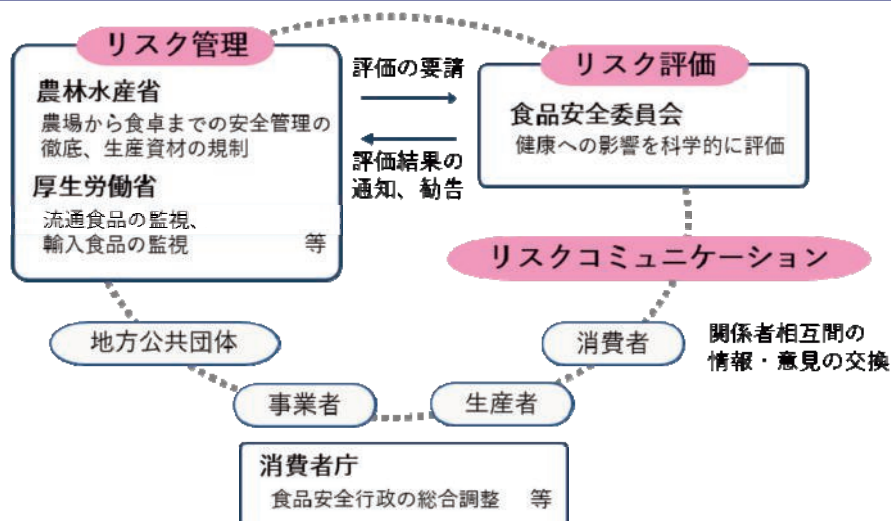 リスク管理
農林水産省
農場から食卓までの安全管理の
徹底、生産資材の規制
厚生労働省
流通食品の監視、
輸入食品の監視 等
評価の要請
評価結果の
通知、勧告
リスク評価
食品安全委員会
健康への影響を科学的に評価
リスクコミュニケーション
関係者相互間の
情報・意見の交換
地方公共団体
事業者
生産者
消費者
消費者庁
食品安全行政の総合調整 等